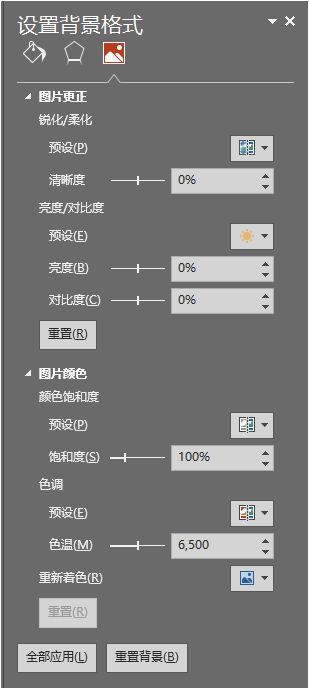 设置背景格式
图片更正
锐化/柔化
预设(P)
清晰度 0%
亮度/对比度
预设(E)
亮度(B) 0%
对比度(C) 0%
重置(R)
图片颜色
颜色饱和度
预设(P)
饱和度(S) 100%
色调
预设(E)
色温(M) 6,500
重新着色(R)
重置(R)
全部应用(L) 重置背景(B)